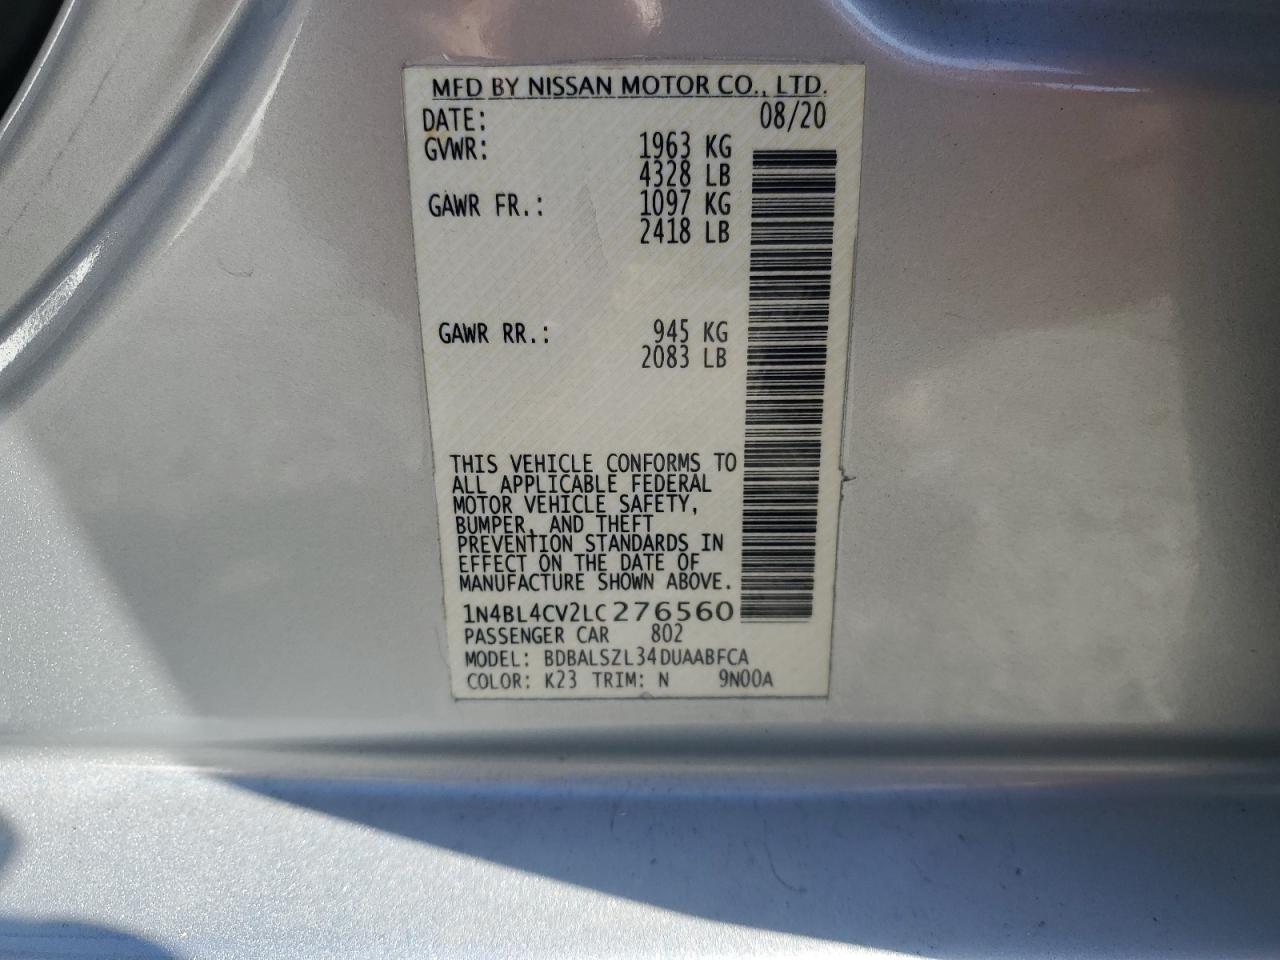 MFD BY NISSAN MOTOR CO., LTD.
DATE: 08/20
GVWR: 1963 KG
4328 LB
GAWR FR.: 1097 KG
2418 LB
GAWR RR.: 945 KG
2083 LB
THIS VEHICLE CONFORMS TO
ALL APPLICABLE FEDERAL
MOTOR VEHICLE SAFETY,
BUMPER, AND THEFT
PREVENTION STANDARDS IN
EFFECT ON THE DATE OF
MANUFACTURE SHOWN ABOVE.
1N4BL4CV2LC276560
PASSENGER CAR 802
MODEL: BDBALSZL34DUAABFCA
COLOR: K23 TRIM: N 9N00A